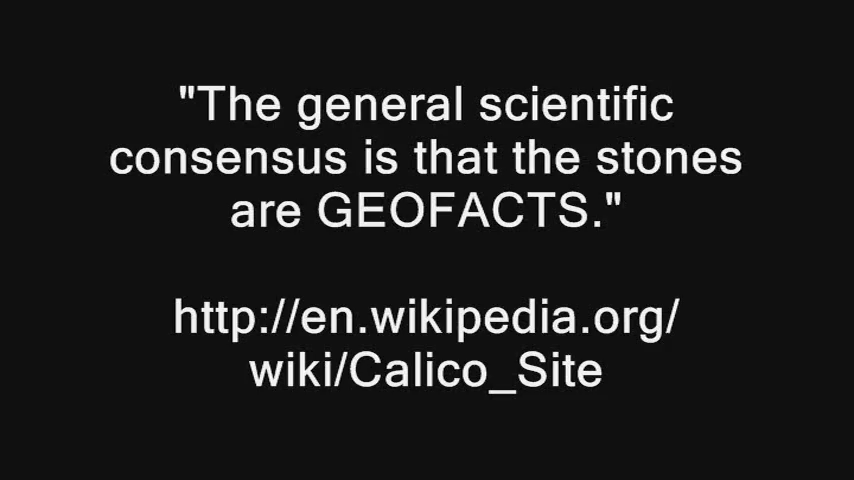 "The general scientific
consensus is that the stones
are GEOFACTS."
http://en.wikipedia.org/
wiki/Calico_Site